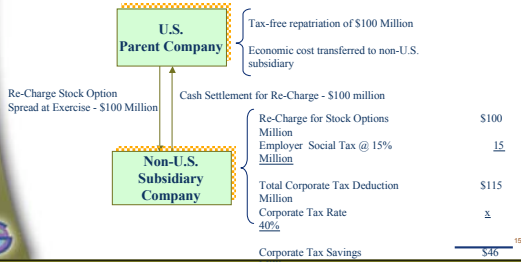 U.S.
Parent Company
Tax-free repatriation of $100 Million
Economic cost transferred to non-U.S.
subsidiary
Re-Charge Stock Option
Spread at Exercise - $100 Million
Cash Settlement for Re-Charge - $100 million
Non-U.S.
Subsidiary
Company
Re-Charge for Stock Options $100
Million
Employer Social Tax @ 15% 15
Million
Total Corporate Tax Deduction $115
Million
Corporate Tax Rate x
40%
Corporate Tax Savings $46
15